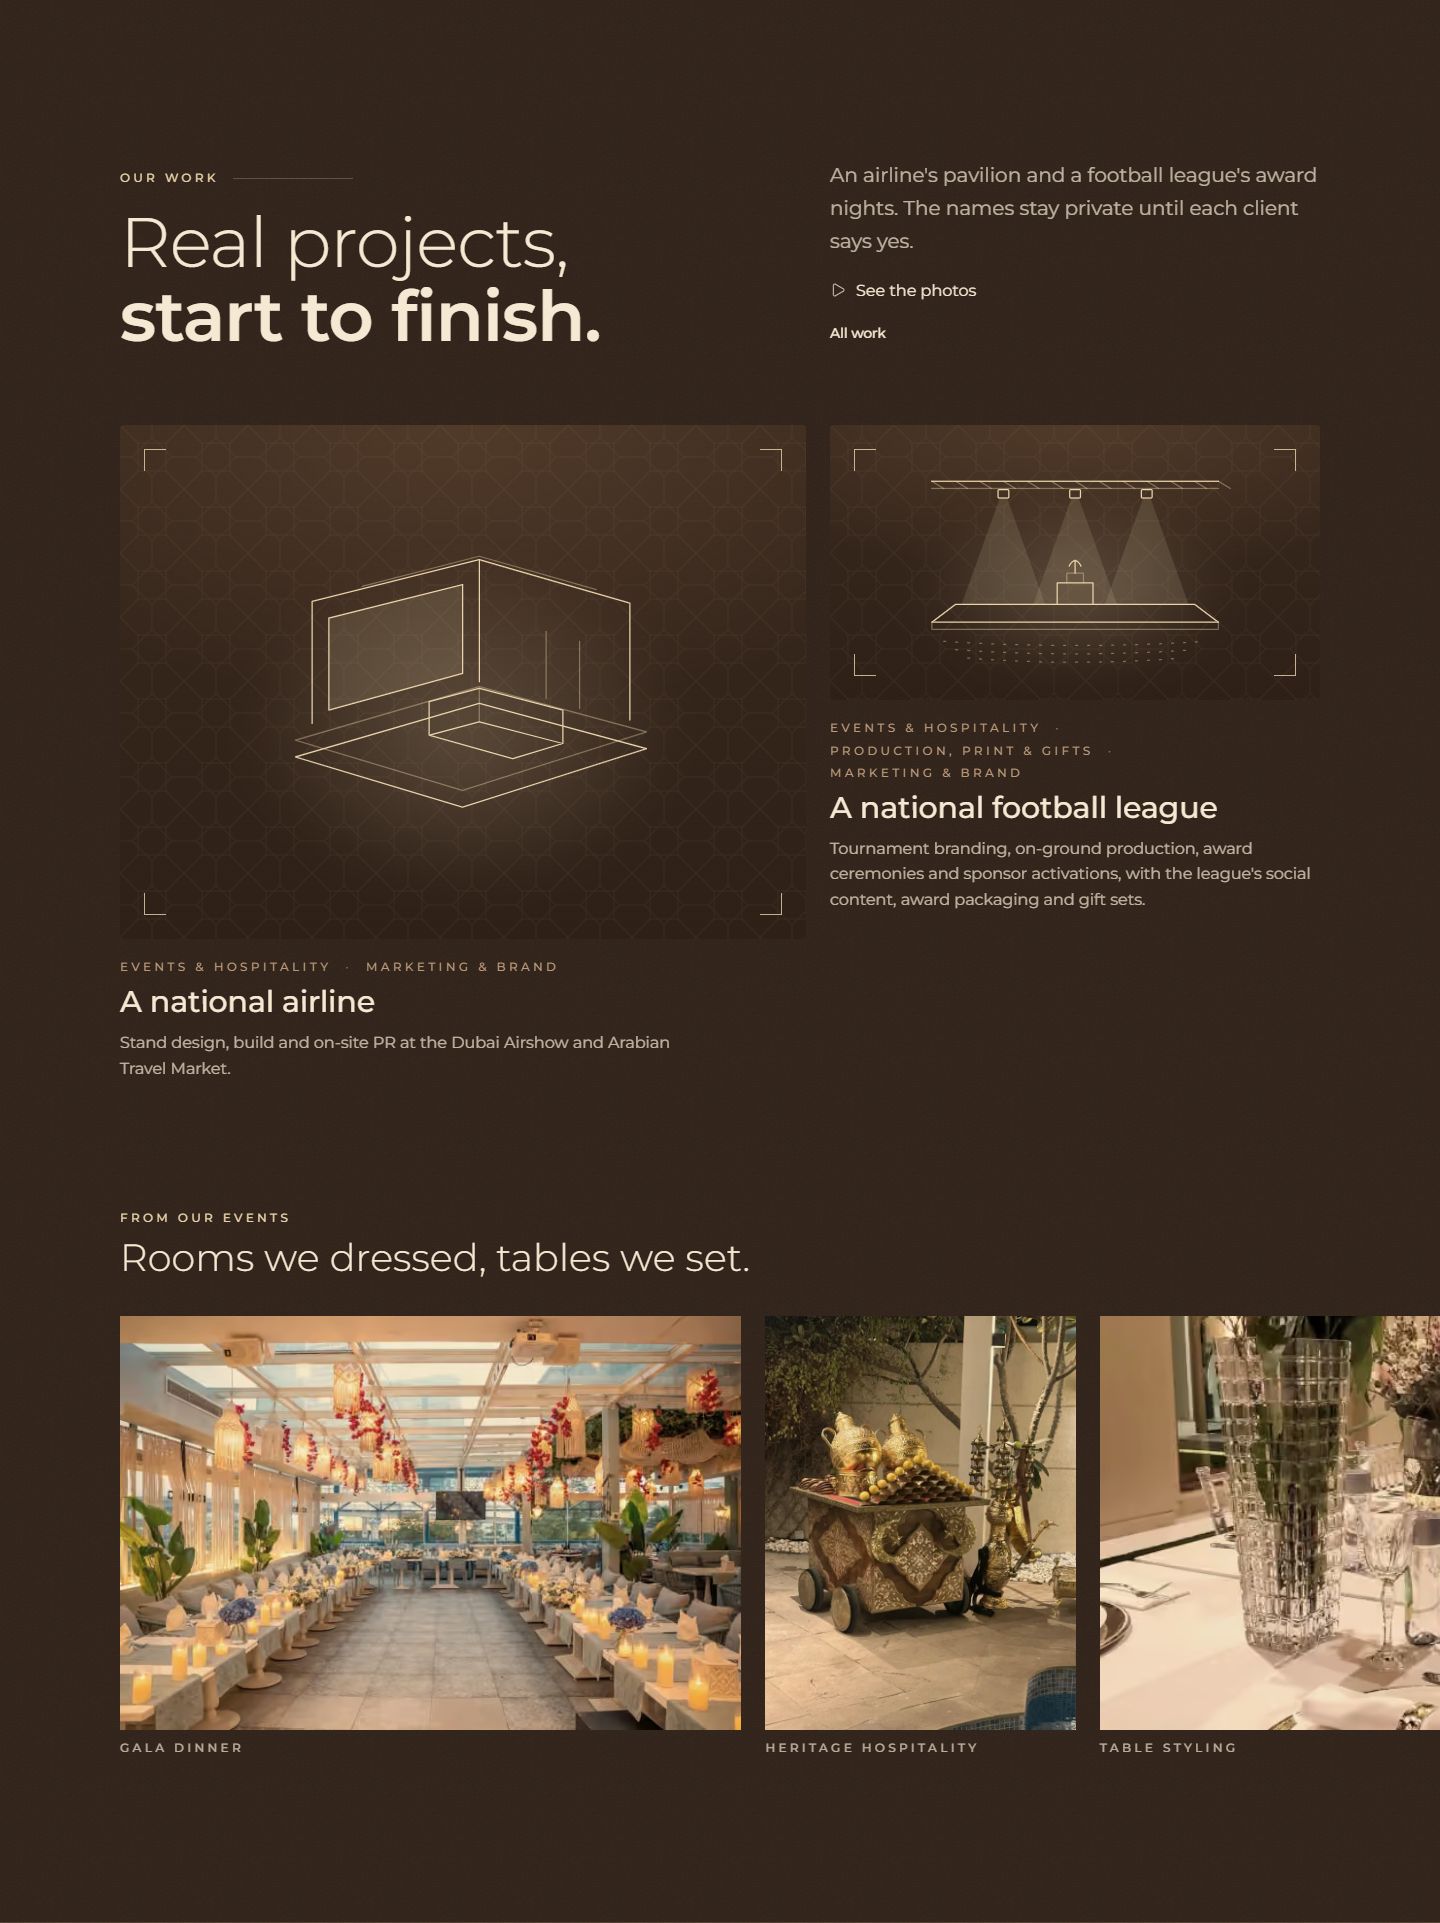 OUR WORK
Real projects,
start to finish.
An airline's pavilion and a football league's award
nights. The names stay private until each client
says yes.
See the photos
All work
EVENTS & HOSPITALITY · MARKETING & BRAND
A national airline
Stand design, build and on-site PR at the Dubai Airshow and Arabian
Travel Market.
EVENTS & HOSPITALITY ·
PRODUCTION, PRINT & GIFTS ·
MARKETING & BRAND
A national football league
Tournament branding, on-ground production, award
ceremonies and sponsor activations, with the league's social
content, award packaging and gift sets.
FROM OUR EVENTS
Rooms we dressed, tables we set.
GALA DINNER
HERITAGE HOSPITALITY
TABLE STYLING